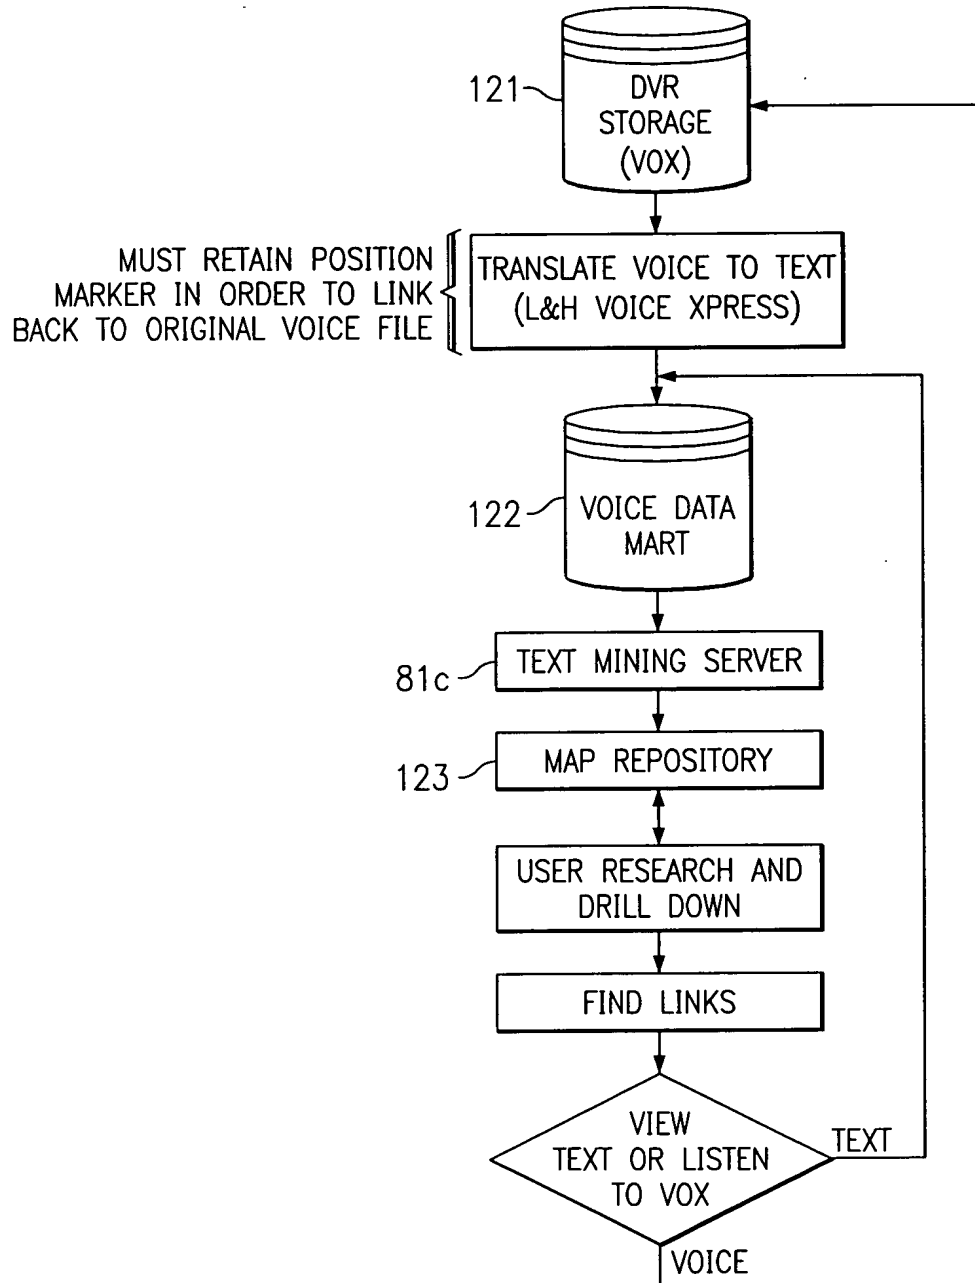 121
DVR
STORAGE
(VOX)
MUST RETAIN POSITION
MARKER IN ORDER TO LINK
BACK TO ORIGINAL VOICE FILE
TRANSLATE VOICE TO TEXT
(L&H VOICE XPRESS)
122
VOICE DATA
MART
81c
TEXT MINING SERVER
123
MAP REPOSITORY
USER RESEARCH AND
DRILL DOWN
FIND LINKS
VIEW
TEXT OR LISTEN
TO VOX
TEXT
VOICE